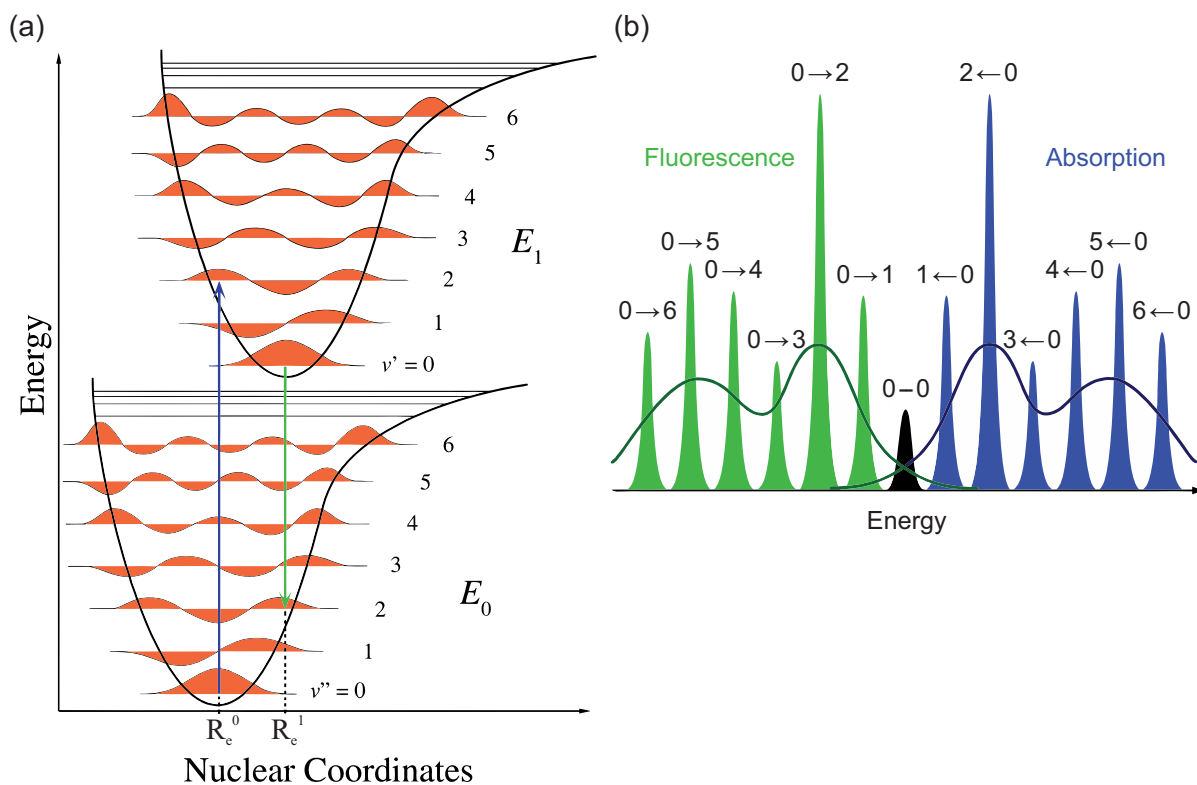 (a)
Energy
6
5
4
3
2
1
v' = 0
E1
6
5
4
3
2
1
v'' = 0
E0
Re0
Re1
Nuclear Coordinates
(b)
0→2
2←0
Fluorescence
Absorption
0→5
5←0
0→4
0→1
1←0
4←0
0→6
6←0
0→3
3←0
0–0
Energy